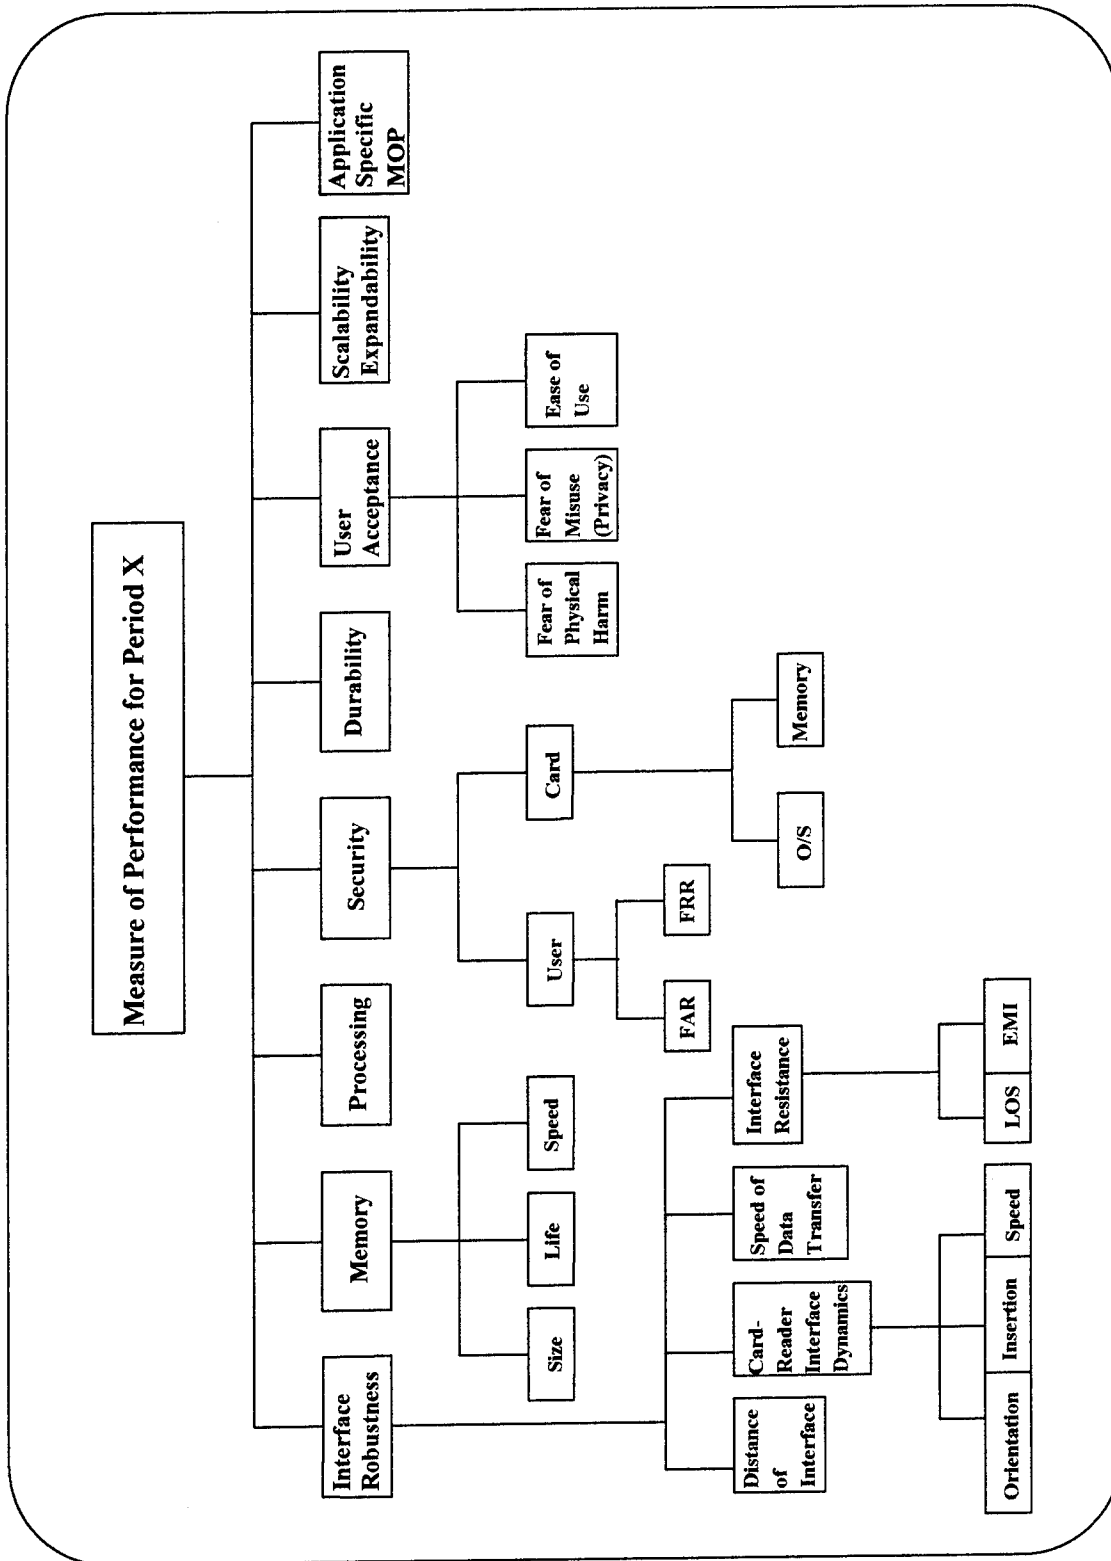 Measure of Performance for Period X
Interface
Robustness
Memory
Processing
Security
Durability
User
Acceptance
Scalability
Expandability
Application
Specific
MOP
Size
Life
Speed
User
Card
Fear of
Physical
Harm
Fear of
Misuse
(Privacy)
Ease of
Use
FAR
FRR
O/S
Memory
Distance
of
Interface
Card-
Reader
Interface
Dynamics
Speed of
Data
Transfer
Interface
Resistance
Orientation
Insertion
Speed
LOS
EMI